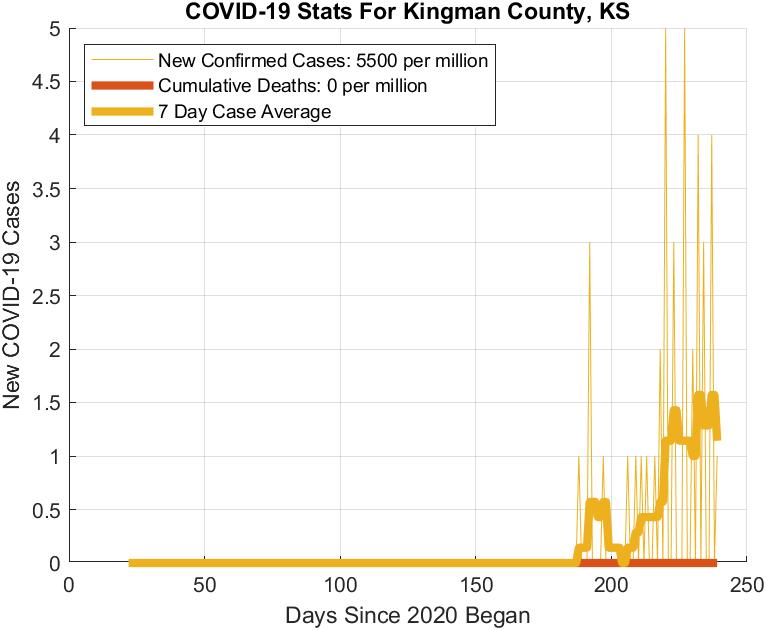 COVID-19 Stats For Kingman County, KS
New Confirmed Cases: 5500 per million
Cumulative Deaths: 0 per million
7 Day Case Average
New COVID-19 Cases
5
4.5
4
3.5
3
2.5
2
1.5
1
0.5
0
0 50 100 150 200 250
Days Since 2020 Began